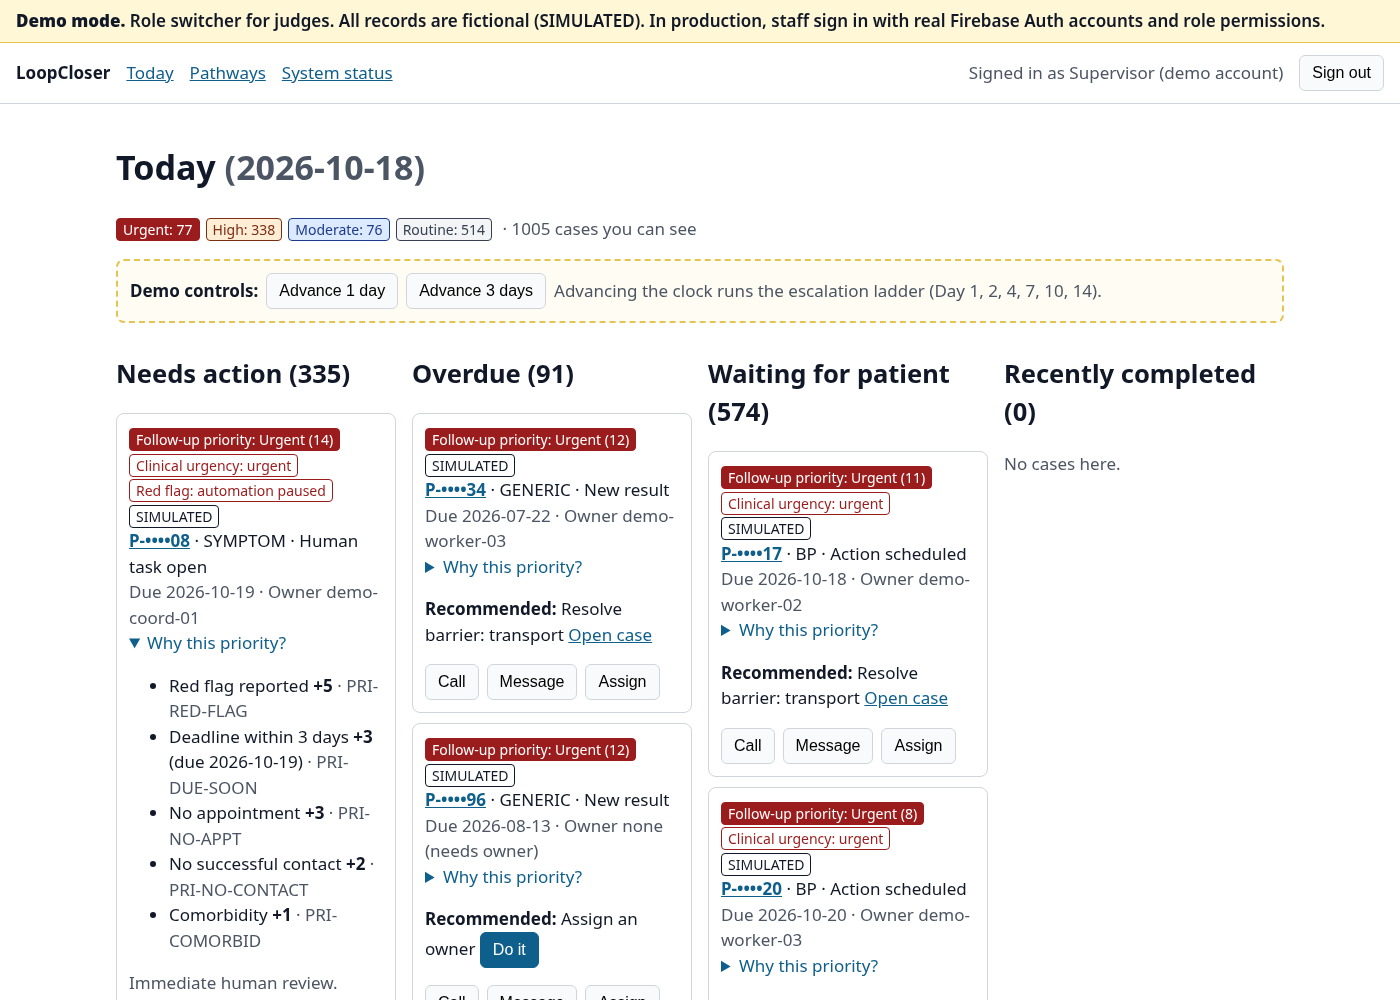 Demo mode. Role switcher for judges. All records are fictional (SIMULATED). In production, staff sign in with real Firebase Auth accounts and role permissions.
LoopCloser Today Pathways System status Signed in as Supervisor (demo account) Sign out
Today (2026-10-18)
Urgent: 77 High: 338 Moderate: 76 Routine: 514 · 1005 cases you can see
Demo controls: Advance 1 day Advance 3 days Advancing the clock runs the escalation ladder (Day 1, 2, 4, 7, 10, 14).
Needs action (335)
Follow-up priority: Urgent (14)
Clinical urgency: urgent
Red flag: automation paused
SIMULATED
P-••••08 · SYMPTOM · Human
task open
Due 2026-10-19 · Owner demo-
coord-01
▼ Why this priority?
• Red flag reported +5 · PRI-
RED-FLAG
• Deadline within 3 days +3
(due 2026-10-19) · PRI-
DUE-SOON
• No appointment +3 · PRI-
NO-APPT
• No successful contact +2 ·
PRI-NO-CONTACT
• Comorbidity +1 · PRI-
COMORBID
Immediate human review.
Overdue (91)
Follow-up priority: Urgent (12)
SIMULATED
P-••••34 · GENERIC · New result
Due 2026-07-22 · Owner demo-
worker-03
▶ Why this priority?
Recommended: Resolve
barrier: transport Open case
Call Message Assign
Follow-up priority: Urgent (12)
SIMULATED
P-••••96 · GENERIC · New result
Due 2026-08-13 · Owner none
(needs owner)
▶ Why this priority?
Recommended: Assign an
owner Do it
Call Message Assign
Waiting for patient
(574)
Follow-up priority: Urgent (11)
Clinical urgency: urgent
SIMULATED
P-••••17 · BP · Action scheduled
Due 2026-10-18 · Owner demo-
worker-02
▶ Why this priority?
Recommended: Resolve
barrier: transport Open case
Call Message Assign
Follow-up priority: Urgent (8)
Clinical urgency: urgent
SIMULATED
P-••••20 · BP · Action scheduled
Due 2026-10-20 · Owner demo-
worker-03
▶ Why this priority?
Recently completed
(0)
No cases here.